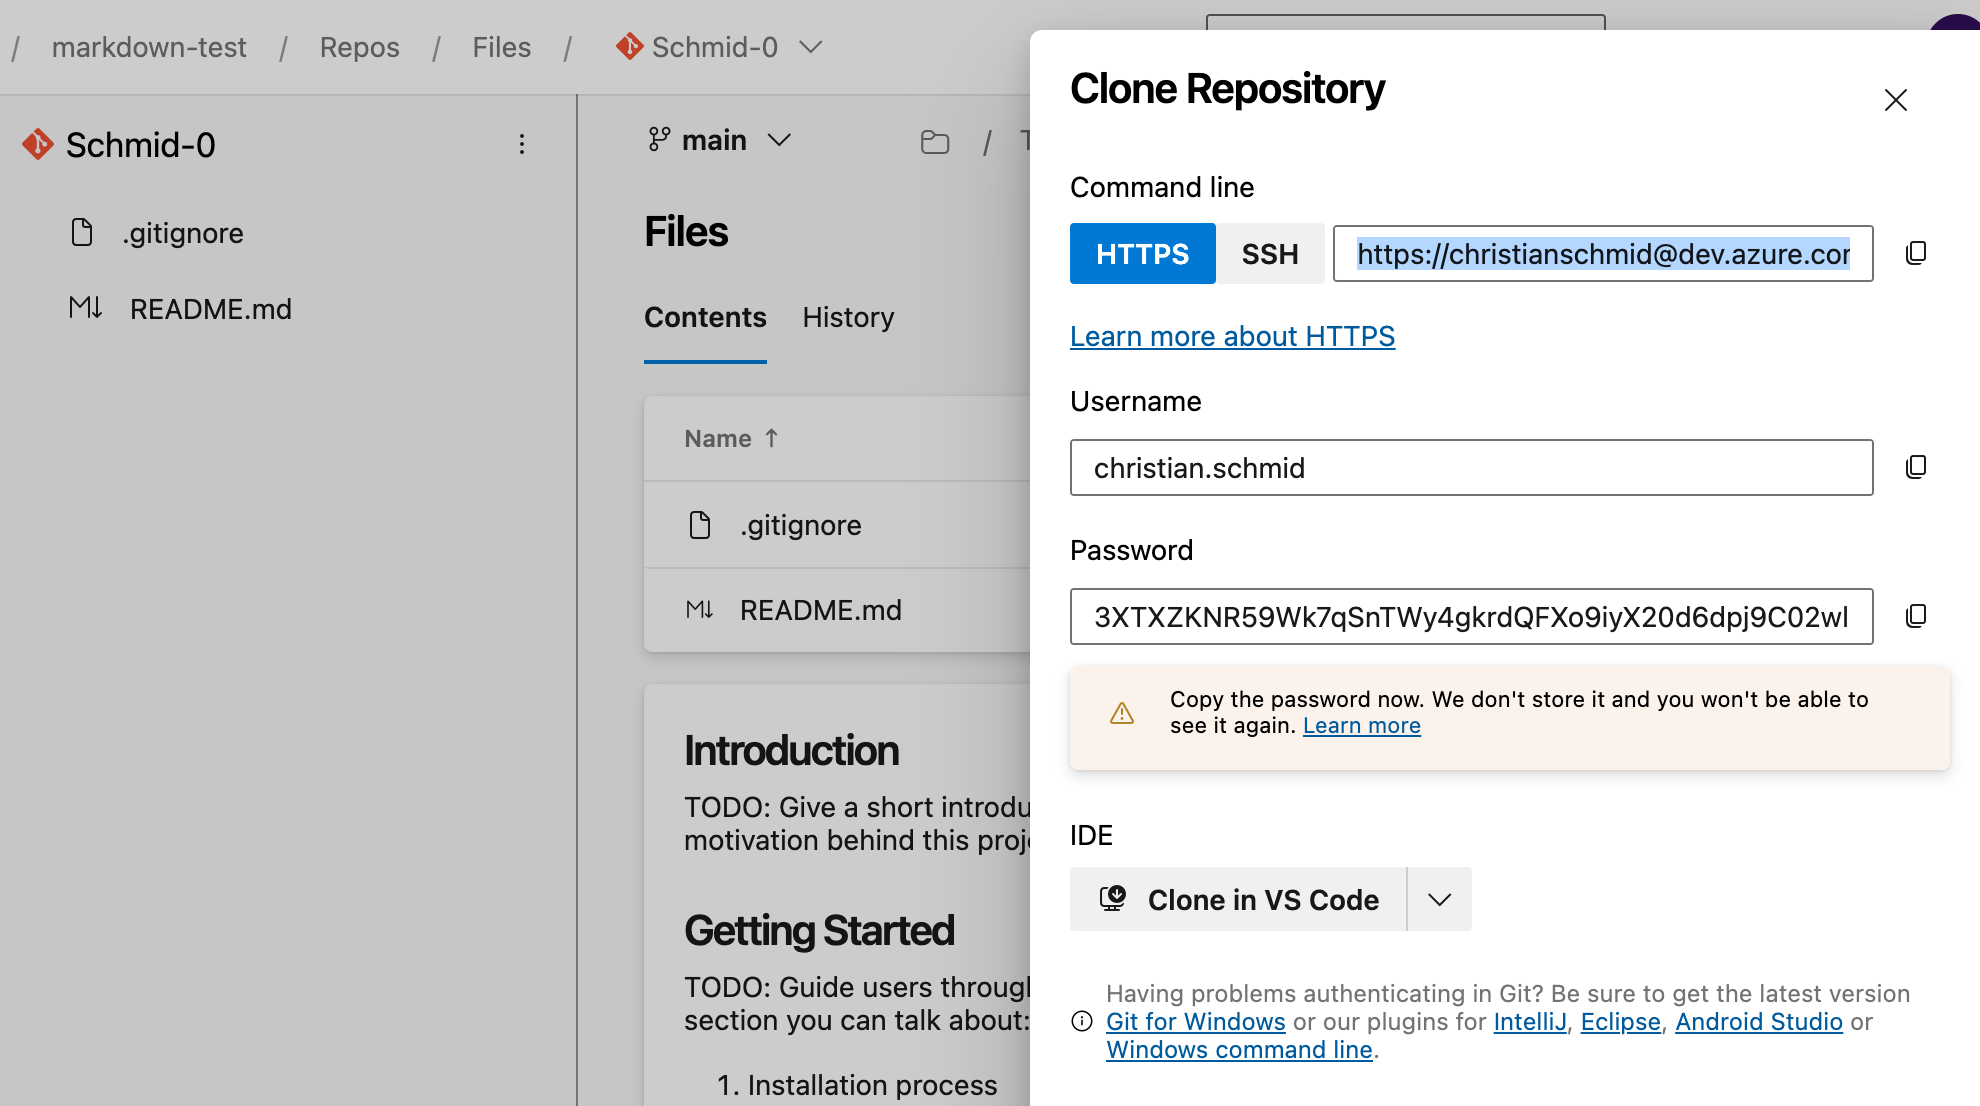 / markdown-test / Repos / Files / Schmid-0
Schmid-0
.gitignore
README.md
main
/
Files
Contents History
Name ↑
.gitignore
README.md
Introduction
TODO: Give a short introdu
motivation behind this proj
Getting Started
TODO: Guide users through
section you can talk about:
1. Installation process
Clone Repository
Command line
HTTPS SSH https://christianschmid@dev.azure.cor
Learn more about HTTPS
Username
christian.schmid
Password
3XTXZKNR59Wk7qSnTWy4gkrdQFXo9iyX20d6dpj9C02wl
Copy the password now. We don't store it and you won't be able to
see it again. Learn more
IDE
Clone in VS Code
Having problems authenticating in Git? Be sure to get the latest version
Git for Windows or our plugins for IntelliJ, Eclipse, Android Studio or
Windows command line.